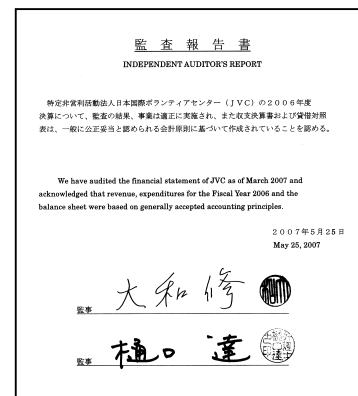 監査報告書
INDEPENDENT AUDITOR'S REPORT
特定非営利活動法人日本国際ボランティアセンター（JVC）の2006年度
決算について、監査の結果、事業は適正に実施され、また収支決算書および貸借対照
表は、一般に公正妥当と認められる会計原則に基づいて作成されていることを認める。
We have audited the financial statement of JVC as of March 2007 and
acknowledged that revenue, expenditures for the Fiscal Year 2006 and the
balance sheet were based on generally accepted accounting principles.
2007年5月25日
May 25, 2007
監事 大和修
監事 樋口達